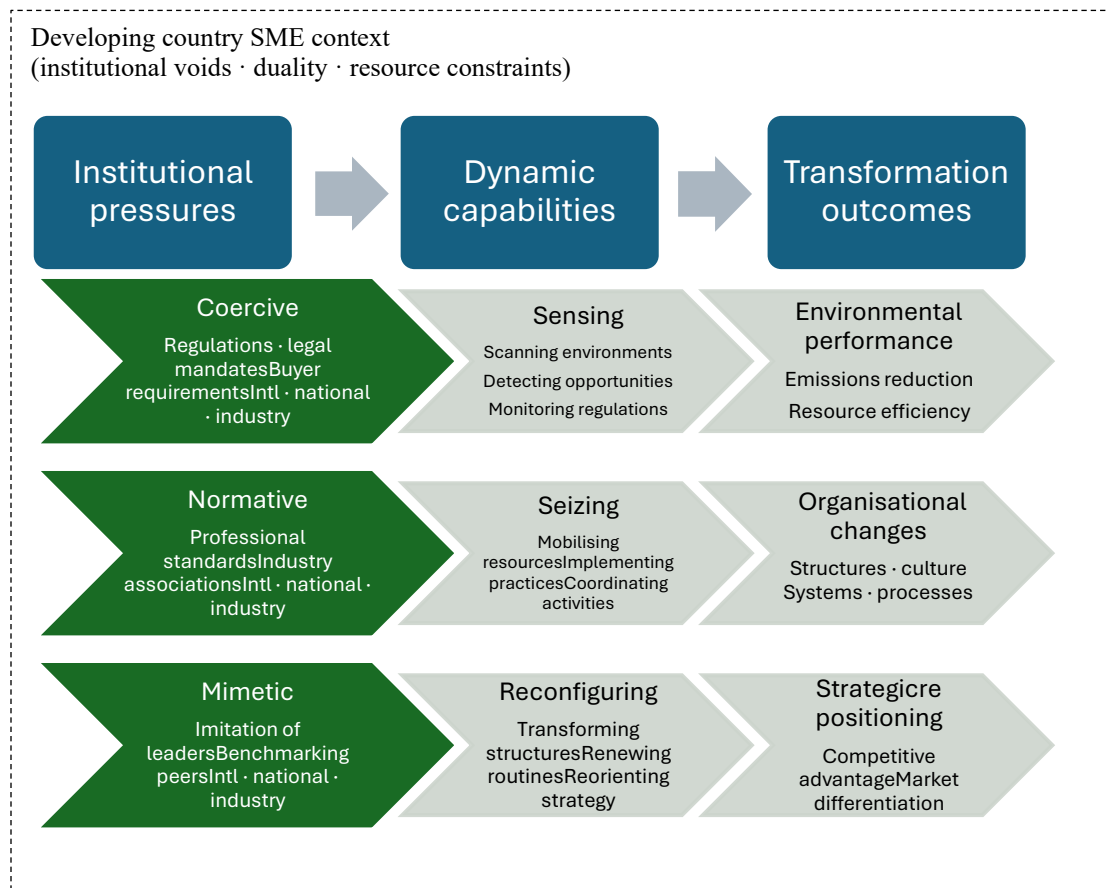 Developing country SME context
(institutional voids · duality · resource constraints)
Institutional
pressures
Dynamic
capabilities
Transformation
outcomes
Coercive
Regulations · legal
mandatesBuyer
requirementsIntl · national
· industry
Sensing
Scanning environments
Detecting opportunities
Monitoring regulations
Environmental
performance
Emissions reduction
Resource efficiency
Normative
Professional
standardsIndustry
associationsIntl · national ·
industry
Seizing
Mobilising
resourcesImplementing
practicesCoordinating
activities
Organisational
changes
Structures · culture
Systems · processes
Mimetic
Imitation of
leadersBenchmarking
peersIntl · national ·
industry
Reconfiguring
Transforming
structuresRenewing
routinesReorienting
strategy
Strategicre
positioning
Competitive
advantageMarket
differentiation